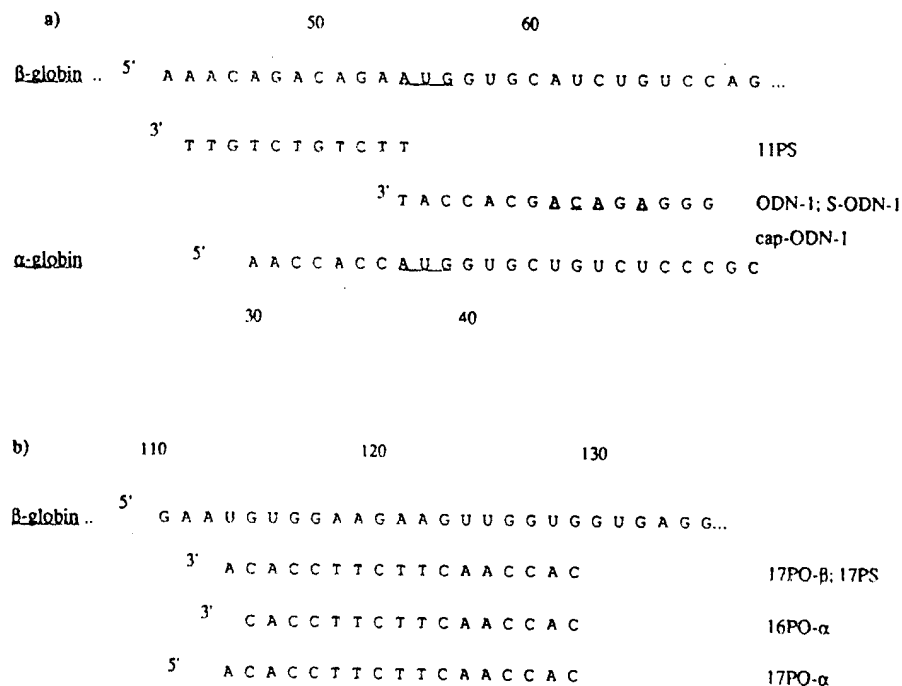 a)
50 60
β-globin .. 5' A A A C A G A C A G A A U G G U G C A U C U G U C C A G ...
3' T T G T C T G T C T T 11PS
3' T A C C A C G A C A G A G G G ODN-1; S-ODN-1
cap-ODN-1
α-globin 5' A A C C A C C A U G G U G C U G U C U C C C G C
30 40
b) 110 120 130
β-globin .. 5' G A A U G U G G A A G A A G U U G G U G G U G A G G...
3' A C A C C T T C T T C A A C C A C 17PO-β; 17PS
3' C A C C T T C T T C A A C C A C 16PO-α
5' A C A C C T T C T T C A A C C A C 17PO-α